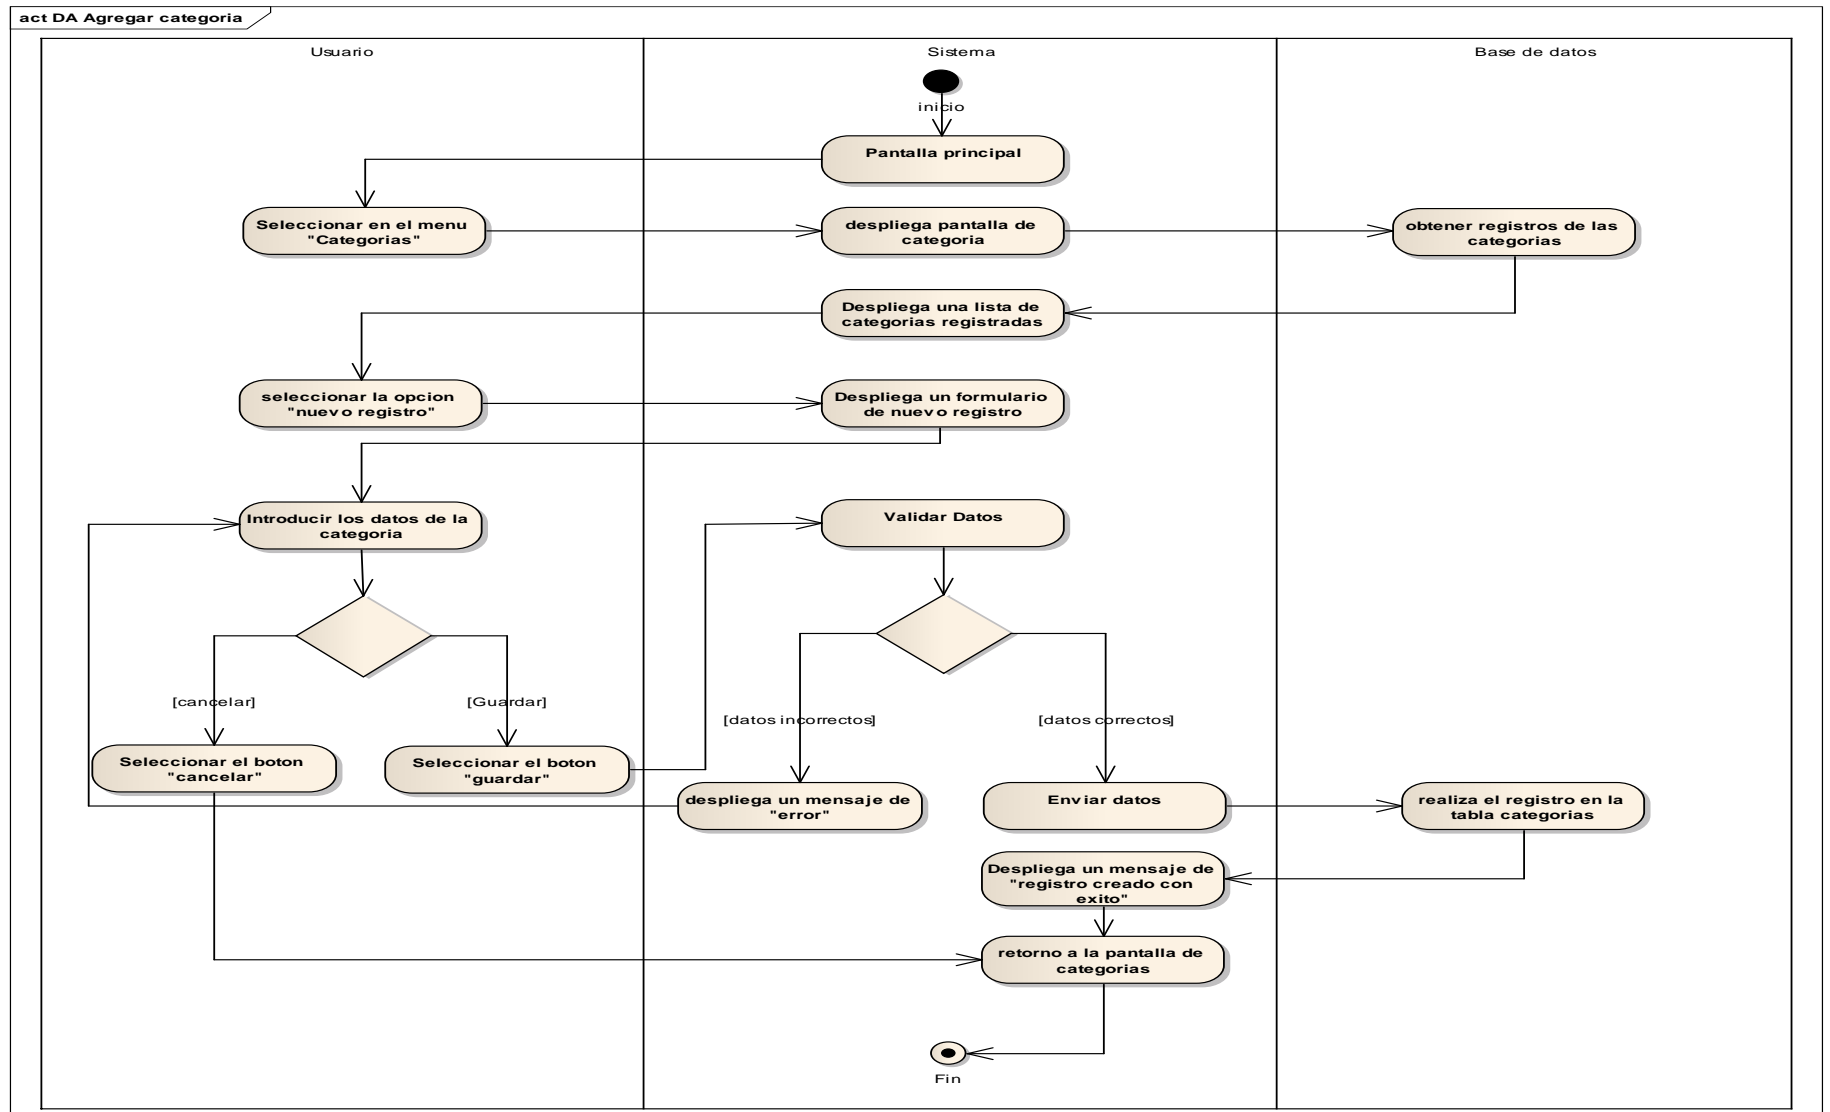 act DA Agregar categoria
Usuario
Sistema
Base de datos
inicio
Pantalla principal
Seleccionar en el menu
"Categorias"
despliega pantalla de
categoria
obtener registros de las
categorias
Despliega una lista de
categorias registradas
seleccionar la opcion
"nuevo registro"
Despliega un formulario
de nuevo registro
Introducir los datos de la
categoria
Validar Datos
[cancelar]
[Guardar]
[datos incorrectos]
[datos correctos]
Seleccionar el boton
"cancelar"
Seleccionar el boton
"guardar"
despliega un mensaje de
"error"
Enviar datos
realiza el registro en la
tabla categorias
Despliega un mensaje de
"registro creado con
exito"
retorno a la pantalla de
categorias
Fin